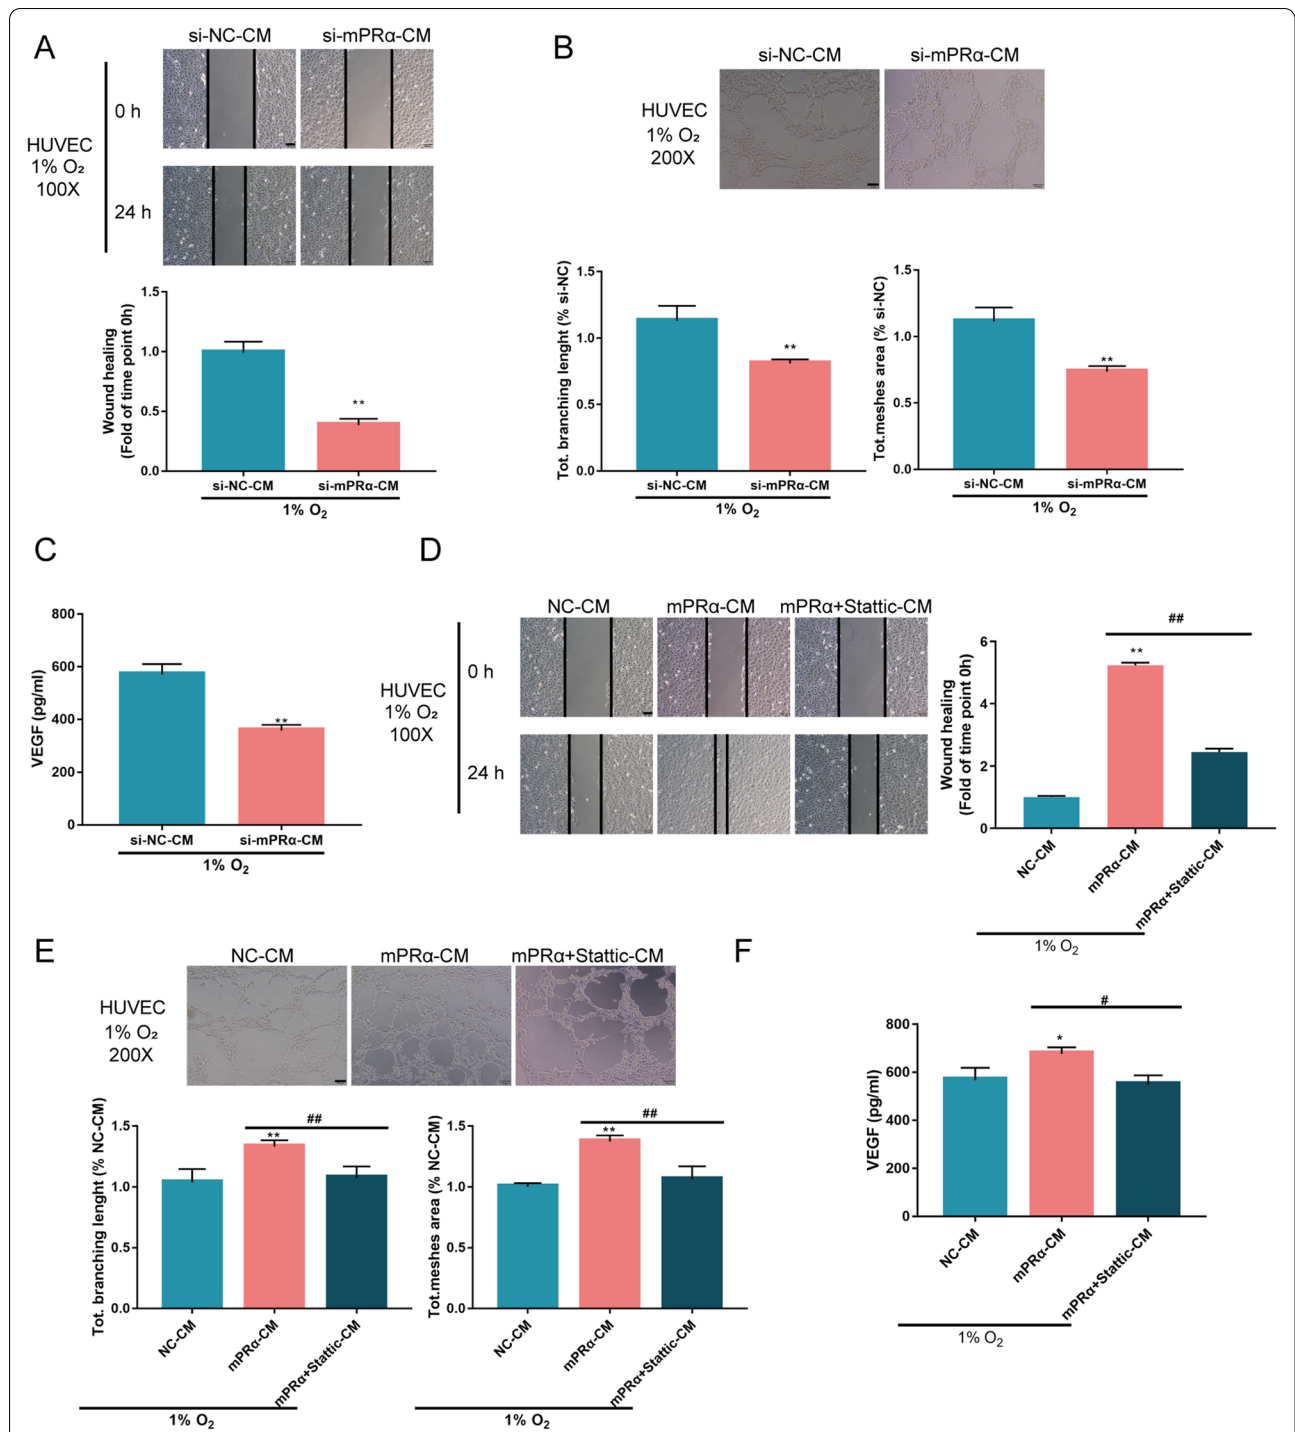 A
si-NC-CM
si-mPRα-CM
0 h
HUVEC
1% O₂
100X
24 h
1.5
1.0
0.5
0.0
Wound healing
(Fold of time point 0h)
**
si-NC-CM
si-mPRα-CM
1% O₂
B
si-NC-CM
si-mPRα-CM
HUVEC
1% O₂
200X
Tot. branching lenght (% si-NC)
1.5
1.0
0.5
0.0
**
si-NC-CM
si-mPRα-CM
1% O₂
Tot.meshes area (% si-NC)
1.5
1.0
0.5
0.0
**
si-NC-CM
si-mPRα-CM
1% O₂
C
VEGF (pg/ml)
800
600
400
200
0
**
si-NC-CM
si-mPRα-CM
1% O₂
D
NC-CM
mPRα-CM
mPRα+Stattic-CM
0 h
HUVEC
1% O₂
100X
24 h
Wound healing
(Fold of time point 0h)
6
4
2
0
##
**
NC-CM
mPRα-CM
mPRα+Stattic-CM
1% O₂
E
NC-CM
mPRα-CM
mPRα+Stattic-CM
HUVEC
1% O₂
200X
Tot. branching lenght (% NC-CM)
1.5
1.0
0.5
0.0
##
**
NC-CM
mPRα-CM
mPRα+Stattic-CM
1% O₂
Tot.meshes area (% NC-CM)
1.5
1.0
0.5
0.0
##
**
NC-CM
mPRα-CM
mPRα+Stattic-CM
1% O₂
F
VEGF (pg/ml)
800
600
400
200
0
#
*
NC-CM
mPRα-CM
mPRα+Stattic-CM
1% O₂